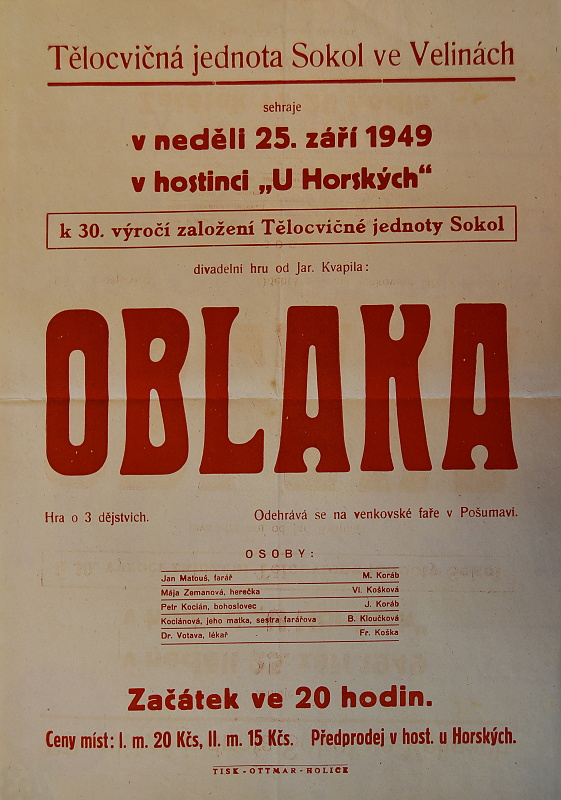 Tělocvičná jednota Sokol ve Velinách
sehraje
v neděli 25. září 1949
v hostinci „U Horských“
k 30. výročí založení Tělocvičné jednoty Sokol
divadelní hru od Jar. Kvapila:
OBLAKA
Hra o 3 dějstvích. Odehrává se na venkovské faře v Pošumaví.
OSOBY:
Jan Matouš, farář M. Koráb
Mája Zemanová, herečka Vl. Košková
Petr Kocián, bohoslovec J. Koráb
Kociánová, jeho matka, sestra farářova B. Kloučková
Dr. Votava, lékař Fr. Koška
Začátek ve 20 hodin.
Ceny míst: I. m. 20 Kčs, II. m. 15 Kčs. Předprodej v host. u Horských.
TISK-OTTMAR-HOLICE